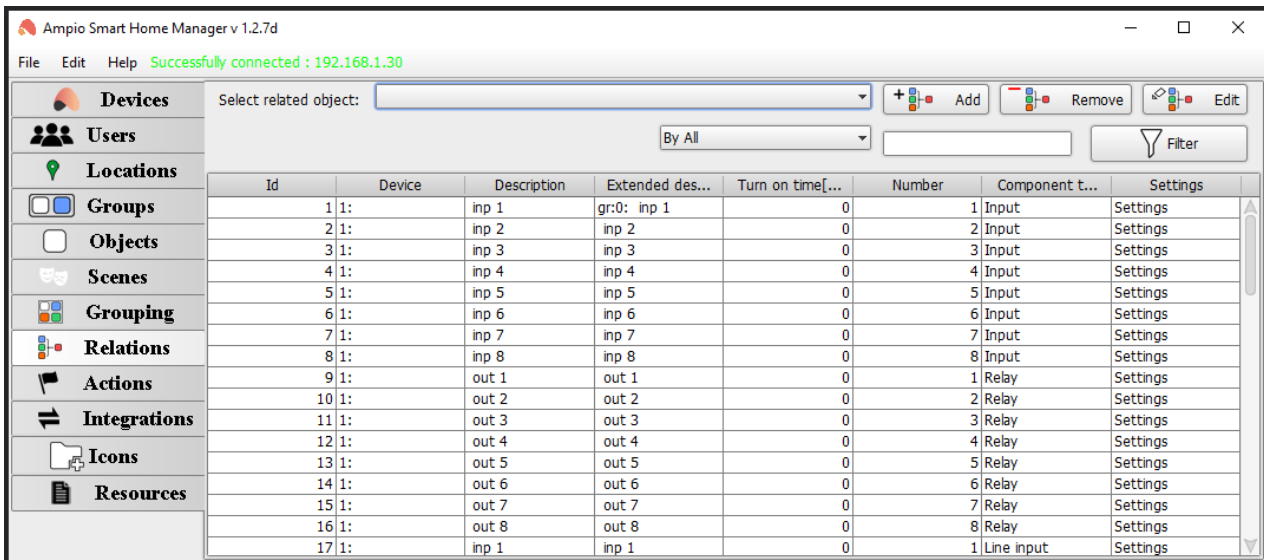 Ampio Smart Home Manager v 1.2.7d
File Edit Help Successfully connected : 192.168.1.30
Devices
Users
Locations
Groups
Objects
Scenes
Grouping
Relations
Actions
Integrations
Icons
Resources
Select related object: Add Remove Edit
By All Filter
Id Device Description Extended des... Turn on time[... Number Component t... Settings
1 1: inp 1 gr:0: inp 1 0 1 Input Settings
2 1: inp 2 inp 2 0 2 Input Settings
3 1: inp 3 inp 3 0 3 Input Settings
4 1: inp 4 inp 4 0 4 Input Settings
5 1: inp 5 inp 5 0 5 Input Settings
6 1: inp 6 inp 6 0 6 Input Settings
7 1: inp 7 inp 7 0 7 Input Settings
8 1: inp 8 inp 8 0 8 Input Settings
9 1: out 1 out 1 0 1 Relay Settings
10 1: out 2 out 2 0 2 Relay Settings
11 1: out 3 out 3 0 3 Relay Settings
12 1: out 4 out 4 0 4 Relay Settings
13 1: out 5 out 5 0 5 Relay Settings
14 1: out 6 out 6 0 6 Relay Settings
15 1: out 7 out 7 0 7 Relay Settings
16 1: out 8 out 8 0 8 Relay Settings
17 1: inp 1 inp 1 0 1 Line input Settings